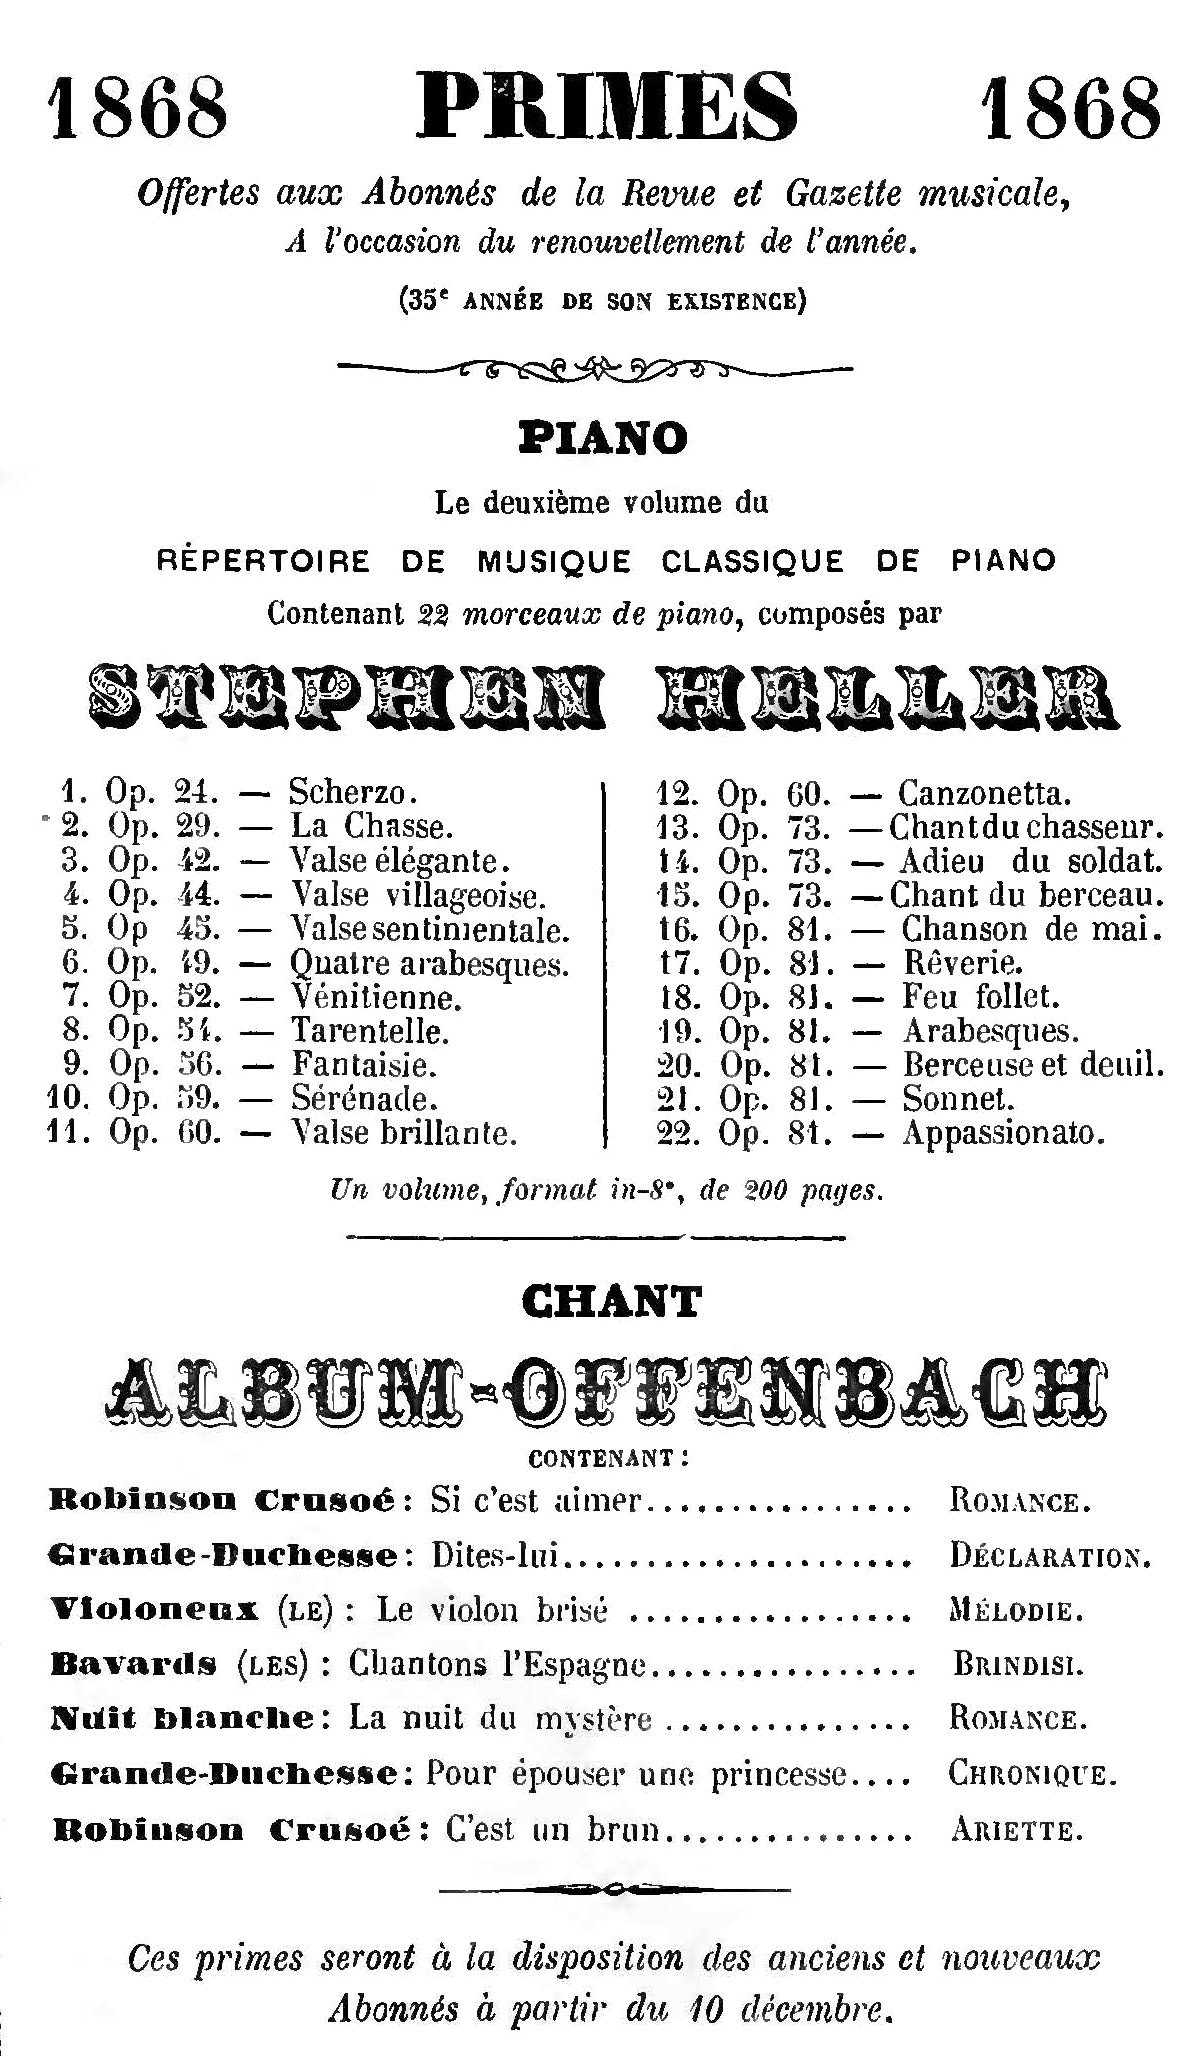 1868 PRIMES 1868
Offertes aux Abonnés de la Revue et Gazette musicale,
A l'occasion du renouvellement de l'année.
(35e ANNÉE DE SON EXISTENCE)
PIANO
Le deuxième volume du
RÉPERTOIRE DE MUSIQUE CLASSIQUE DE PIANO
Contenant 22 morceaux de piano, composés par
STEPHEN HELLER
1. Op. 24. — Scherzo.
2. Op. 29. — La Chasse.
3. Op. 42. — Valse élégante.
4. Op. 44. — Valse villageoise.
5. Op 45. — Valse sentimentale.
6. Op. 49. — Quatre arabesques.
7. Op. 52. — Vénitienne.
8. Op. 54. — Tarentelle.
9. Op. 56. — Fantaisie.
10. Op. 59. — Sérénade.
11. Op. 60. — Valse brillante.
12. Op. 60. — Canzonetta.
13. Op. 73. — Chant du chasseur.
14. Op. 73. — Adieu du soldat.
15. Op. 73. — Chant du berceau.
16. Op. 81. — Chanson de mai.
17. Op. 81. — Rêverie.
18. Op. 81. — Feu follet.
19. Op. 81. — Arabesques.
20. Op. 81. — Berceuse et deuil.
21. Op. 81. — Sonnet.
22. Op. 81. — Appassionato.
Un volume, format in-8°, de 200 pages.
CHANT
ALBUM-OFFENBACH
CONTENANT :
Robinson Crusoé : Si c'est aimer................ ROMANCE.
Grande-Duchesse : Dites-lui..................... DÉCLARATION.
Violoneux (LE) : Le violon brisé ................. MÉLODIE.
Bavards (LES) : Chantons l'Espagne................ BRINDISI.
Nuit blanche : La nuit du mystère ............... ROMANCE.
Grande-Duchesse : Pour épouser une princesse.... CHRONIQUE.
Robinson Crusoé : C'est un brun............... ARIETTE.
Ces primes seront à la disposition des anciens et nouveaux
Abonnés à partir du 10 décembre.